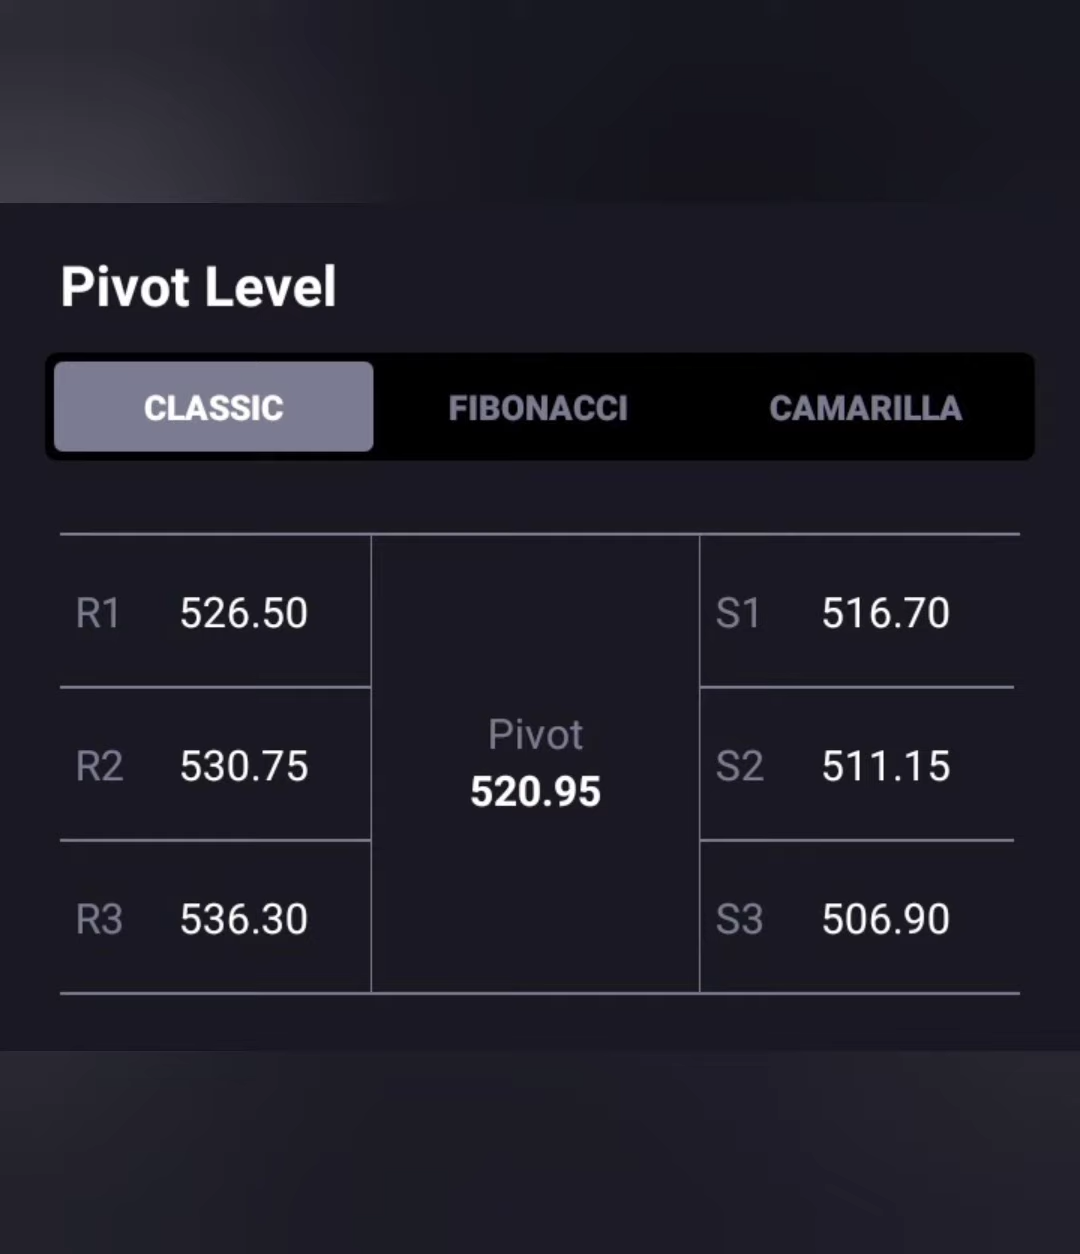 Pivot Level
CLASSIC FIBONACCI CAMARILLA
R1 526.50 S1 516.70
Pivot
R2 530.75 S2 511.15
520.95
R3 536.30 S3 506.90